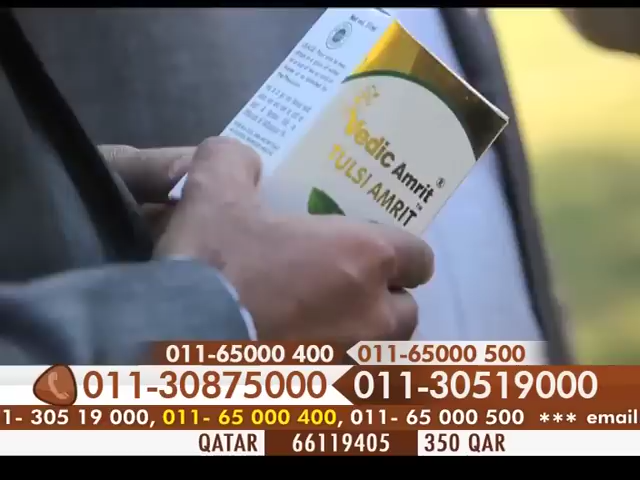 Vedic Amrit ®
TULSI AMRIT™
011-65000 400 011-65000 500
011-30875000 011-30519000
1- 305 19 000, 011- 65 000 400, 011- 65 000 500 *** email
QATAR 66119405 350 QAR